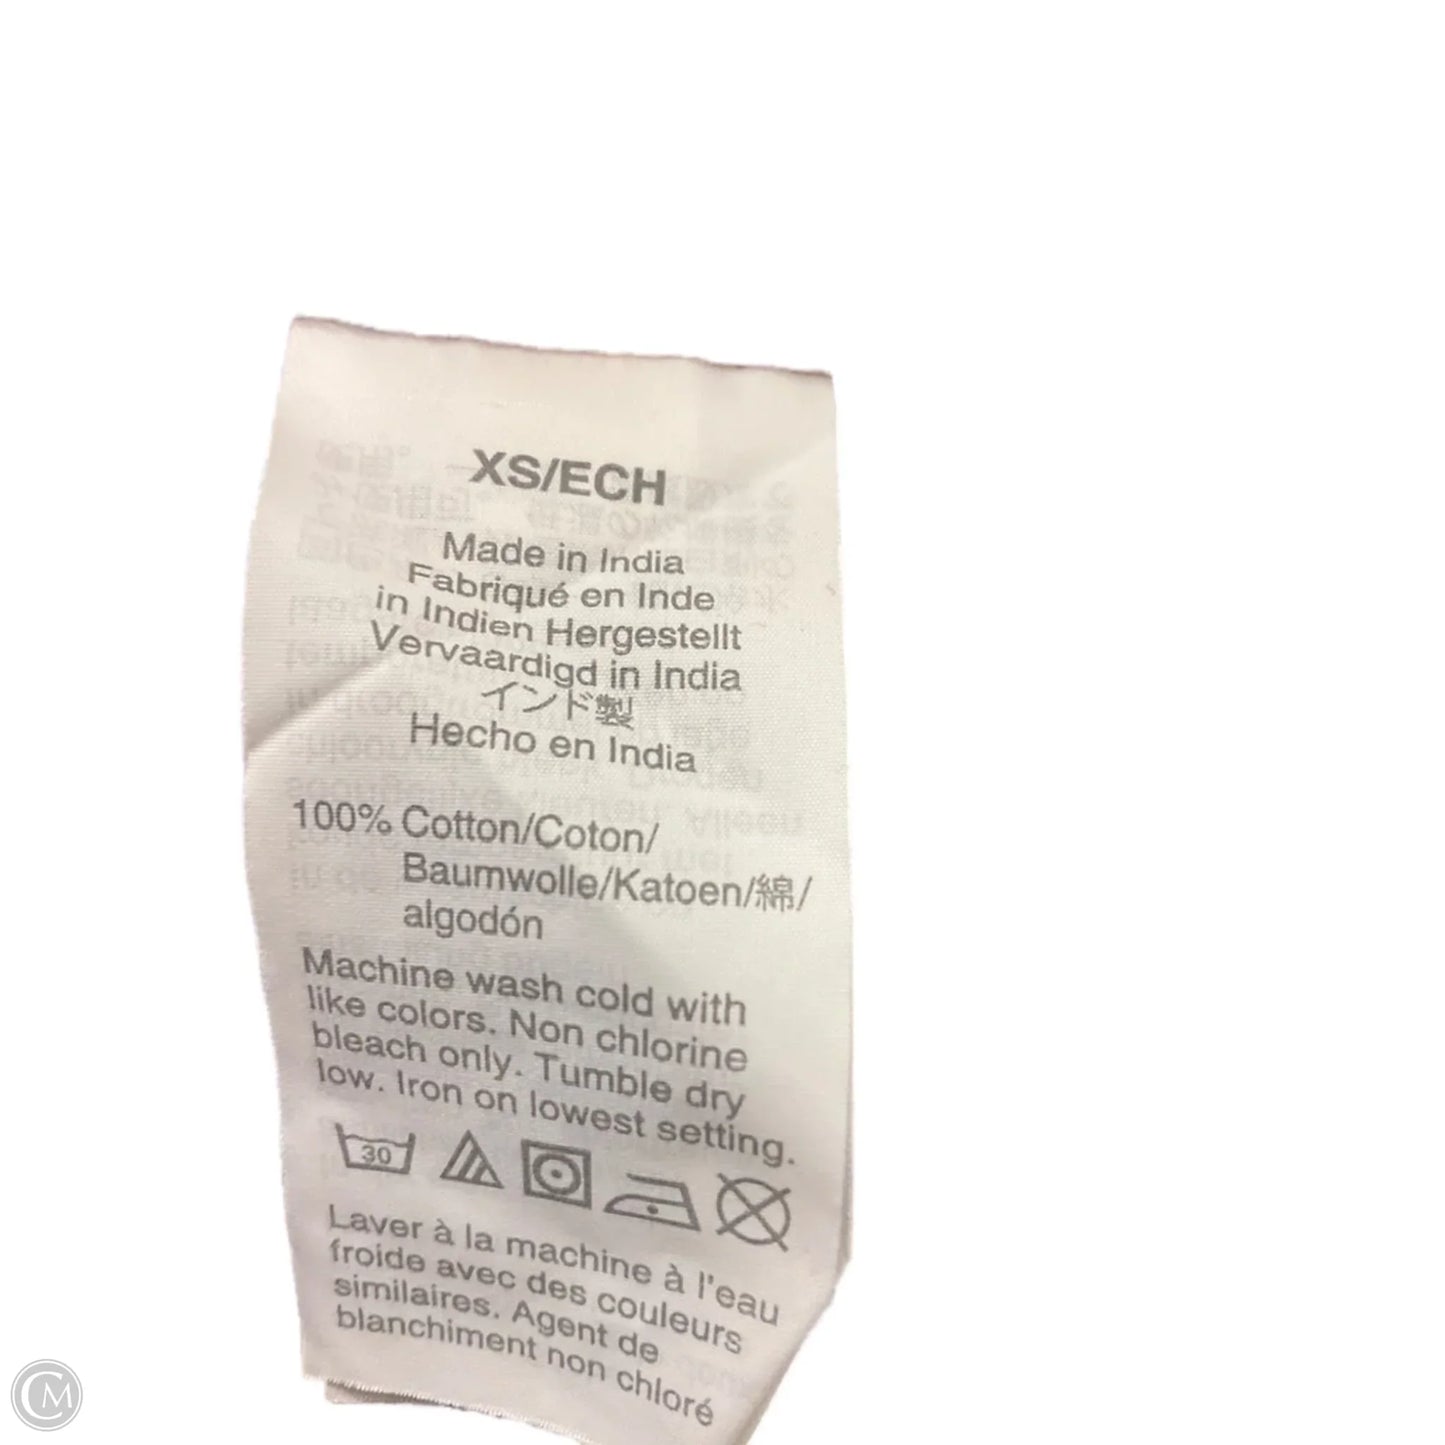 XS/ECH
Made in India
Fabriqué en Inde
in Indien Hergestellt
Vervaardigd in India
インド製
Hecho en India
100% Cotton/Coton/
Baumwolle/Katoen/綿/
algodón
Machine wash cold with
like colors. Non chlorine
bleach only. Tumble dry
low. Iron on lowest setting.
30
Laver à la machine à l'eau
froide avec des couleurs
similaires. Agent de
blanchiment non chloré
CM